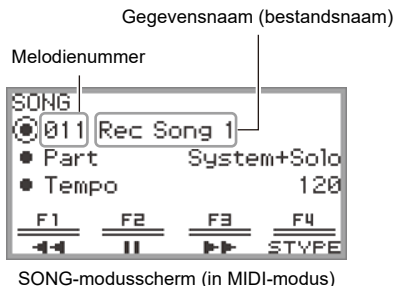 Gegevensnaam (bestandsnaam)
Melodienummer
SONG
011 Rec Song 1
Part System+Solo
Tempo 120
F1 F2 F3 F4
STYPE
SONG-modusscherm (in MIDI-modus)